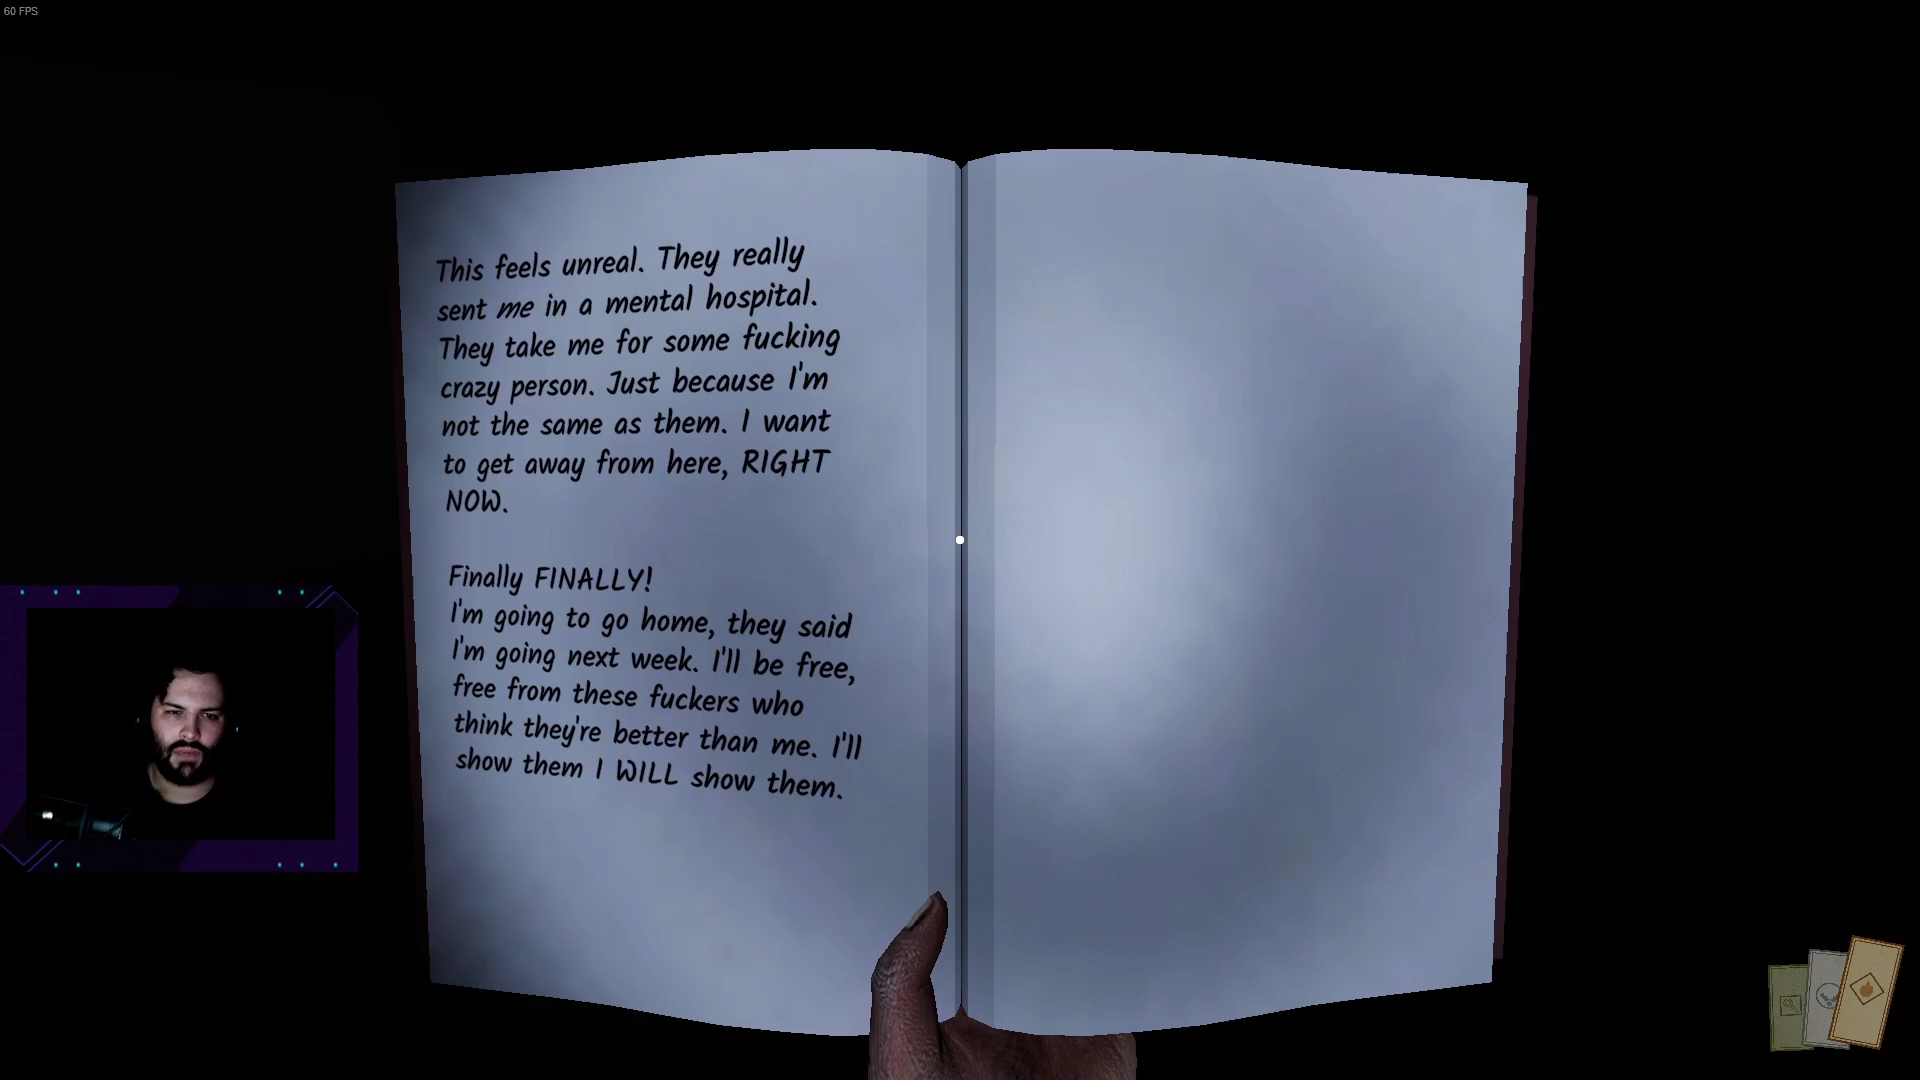 60 FPS
This feels unreal. They really
sent me in a mental hospital.
They take me for some fucking
crazy person. Just because I'm
not the same as them. I want
to get away from here, RIGHT
NOW.
Finally FINALLY!
I'm going to go home, they said
I'm going next week. I'll be free,
free from these fuckers who
think they're better than me. I'll
show them I WILL show them.